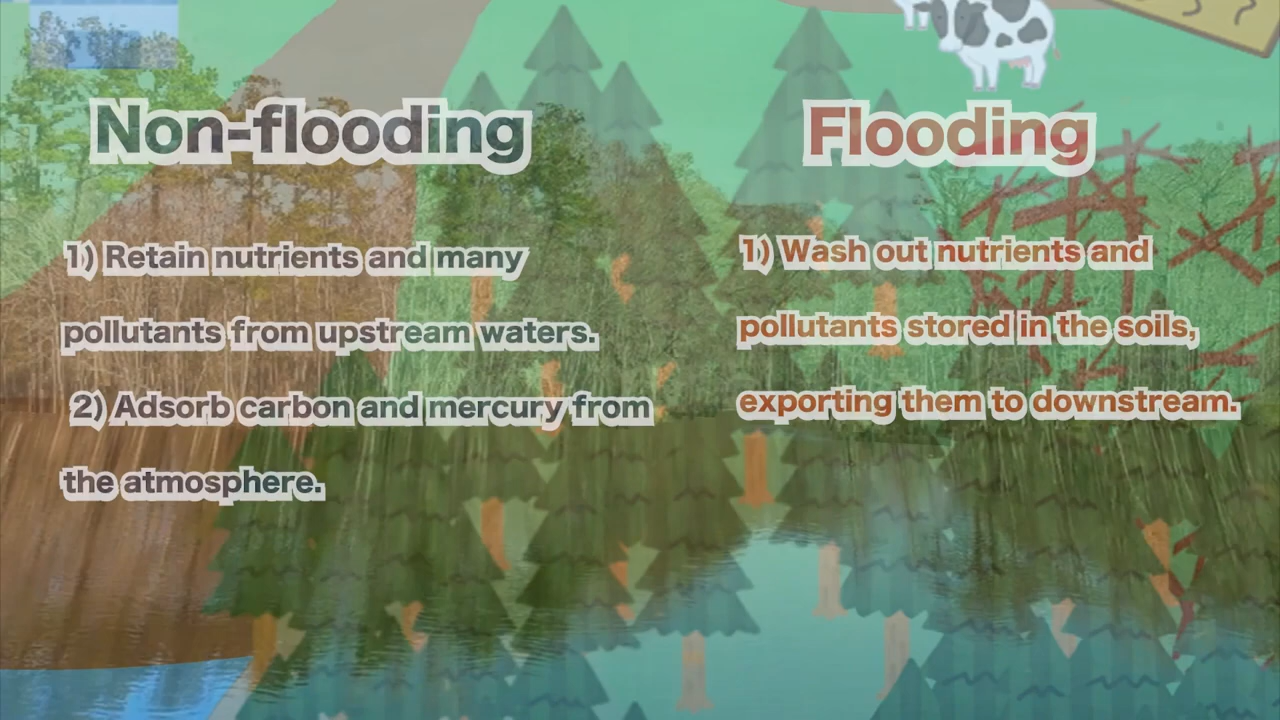 Non-flooding
1) Retain nutrients and many
pollutants from upstream waters.
2) Adsorb carbon and mercury from
the atmosphere.
Flooding
1) Wash out nutrients and
pollutants stored in the soils,
exporting them to downstream.